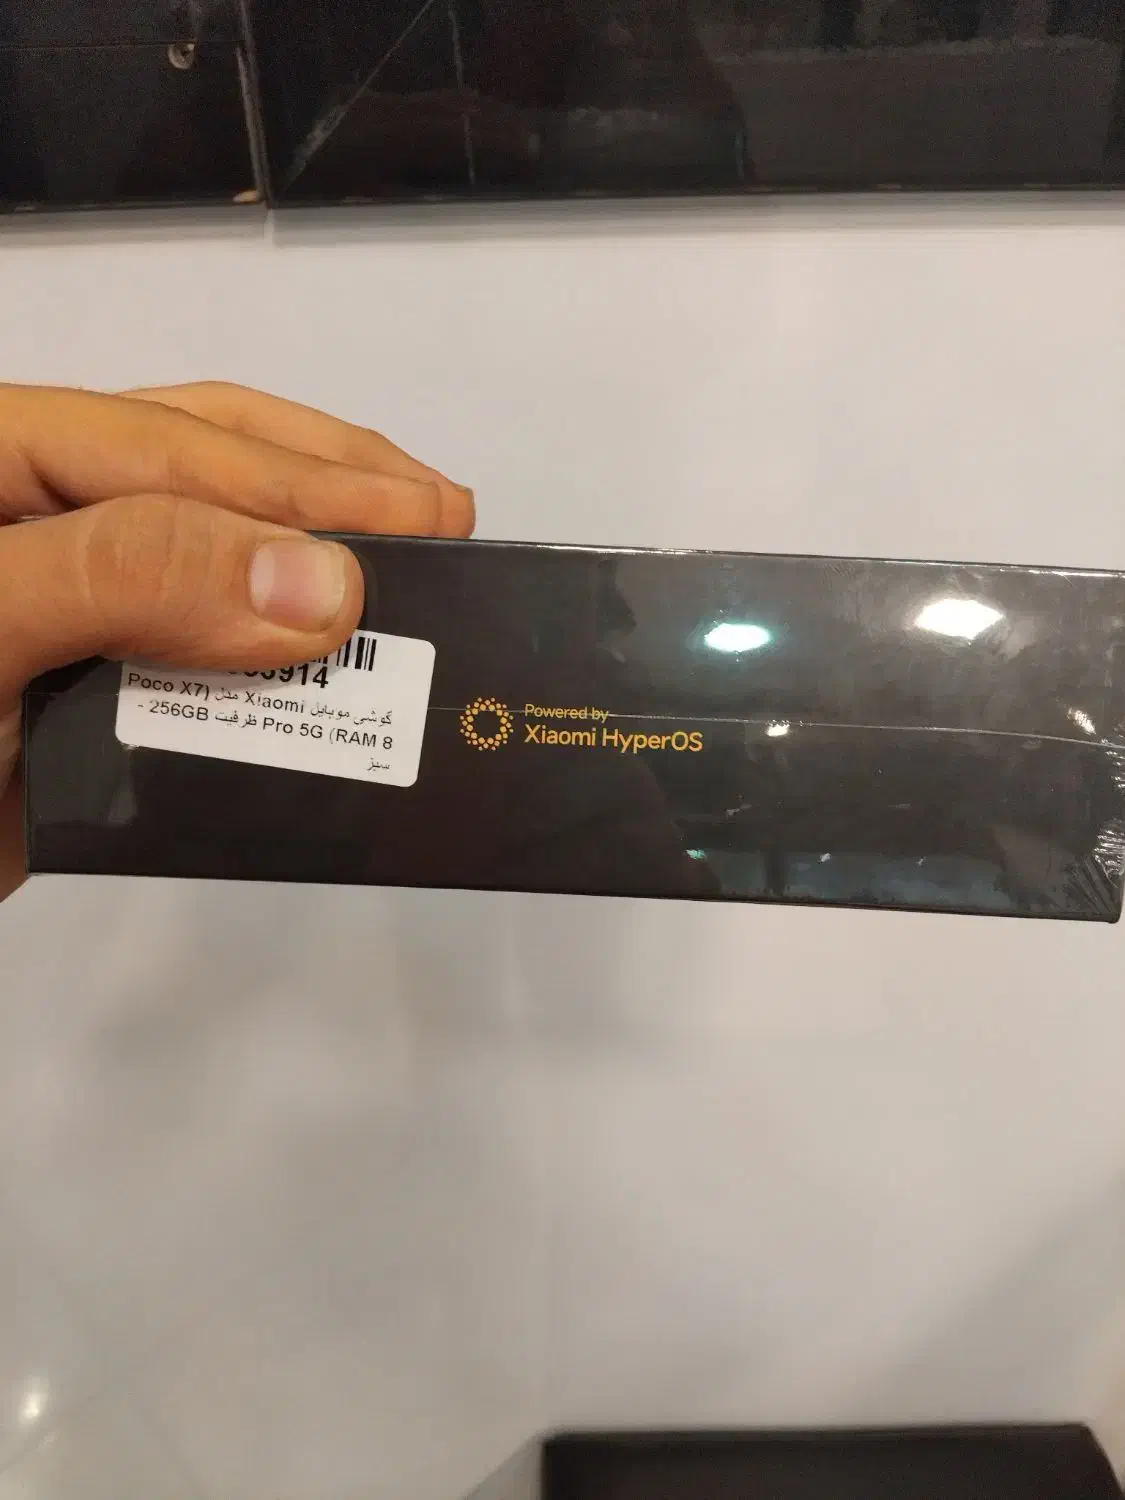 914
گوشی موبایل Xiaomi مدل (Poco X7
Pro 5G (RAM 8 ظرفیت 256GB -
سبز
Powered by
Xiaomi HyperOS